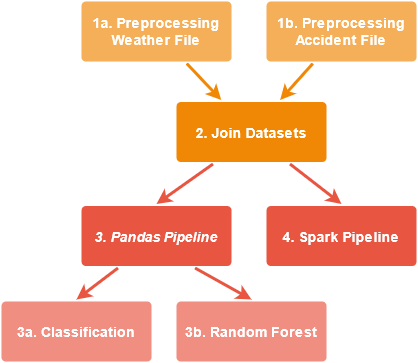 1a. Preprocessing
Weather File
1b. Preprocessing
Accident File
2. Join Datasets
3. Pandas Pipeline
4. Spark Pipeline
3a. Classification
3b. Random Forest